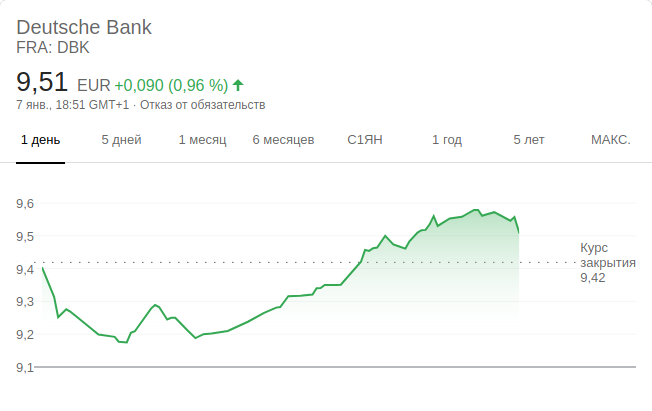 Deutsche Bank
FRA: DBK
9,51 EUR +0,090 (0,96 %)
7 янв., 18:51 GMT+1 · Отказ от обязательств
1 день 5 дней 1 месяц 6 месяцев С1ЯН 1 год 5 лет МАКС.
9,6
9,5
9,4
9,3
9,2
9,1
Курс
закрытия
9,42